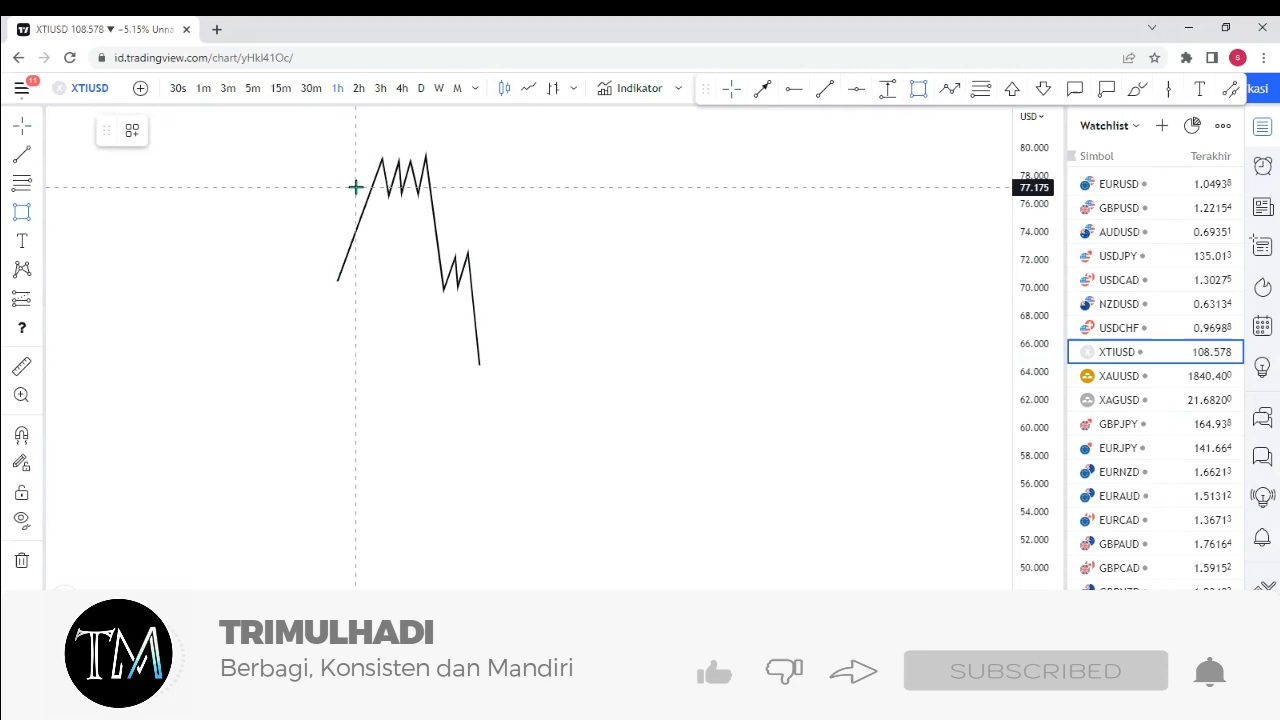 XTIUSD 108.578 ▼ −5.15% Unna
id.tradingview.com/chart/yHkl41Oc/
S
11
XTIUSD
30s 1m 3m 5m 15m 30m 1h 2h 3h 4h D W M
Indikator
T
kasi
USD
80.000
78.000
77.175
76.000
74.000
72.000
70.000
68.000
66.000
64.000
62.000
60.000
58.000
56.000
54.000
52.000
50.000
Watchlist
Simbol Terakhir
EURUSD 1.04938
GBPUSD 1.22154
AUDUSD 0.69351
USDJPY 135.013
USDCAD 1.30275
NZDUSD 0.63134
USDCHF 0.96988
XTIUSD 108.578
XAUUSD 1840.400
XAGUSD 21.68200
GBPJPY 164.938
EURJPY 141.664
EURNZD 1.66213
EURAUD 1.53132
EURCAD 1.36713
GBPAUD 1.76164
GBPCAD 1.59152
TM
TRIMULHADI
Berbagi, Konsisten dan Mandiri
SUBSCRIBED